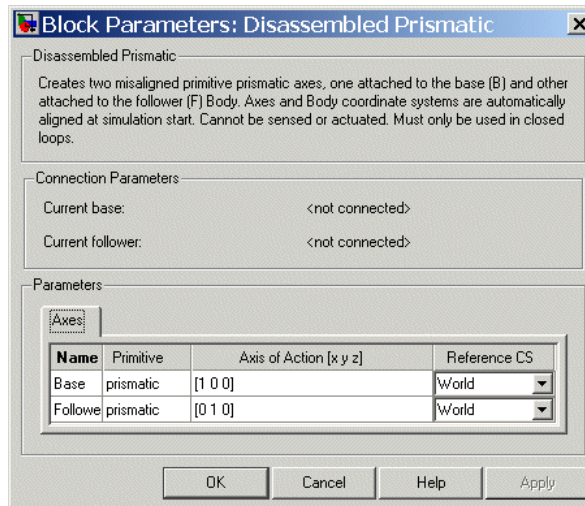 Block Parameters: Disassembled Prismatic
Disassembled Prismatic
Creates two misaligned primitive prismatic axes, one attached to the base (B) and other
attached to the follower (F) Body. Axes and Body coordinate systems are automatically
aligned at simulation start. Cannot be sensed or actuated. Must only be used in closed
loops.
Connection Parameters
Current base: <not connected>
Current follower: <not connected>
Parameters
Axes
Name Primitive Axis of Action [x y z] Reference CS
Base prismatic [1 0 0] World
Followe prismatic [0 1 0] World
OK Cancel Help Apply